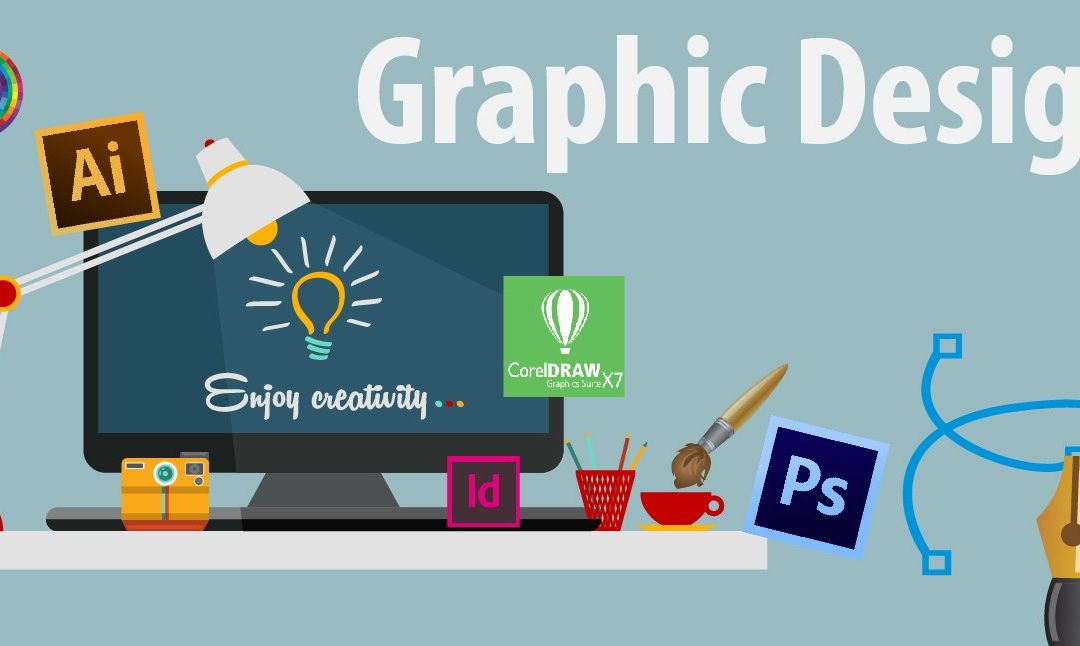 Graphic Desig
Ai
CorelDRAW
Graphics Suite X7
Enjoy creativity...
Id
Ps